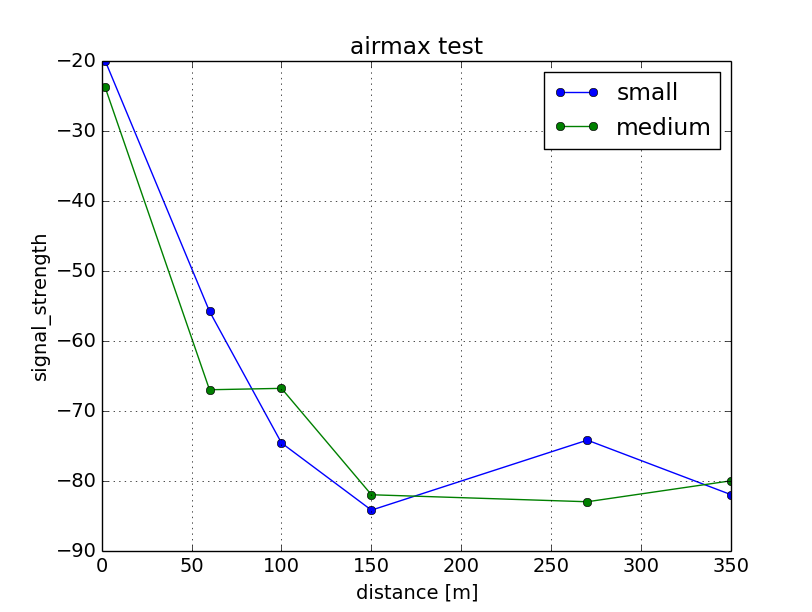 airmax test
small
medium
signal_strength
−20
−30
−40
−50
−60
−70
−80
−90
0 50 100 150 200 250 300 350
distance [m]